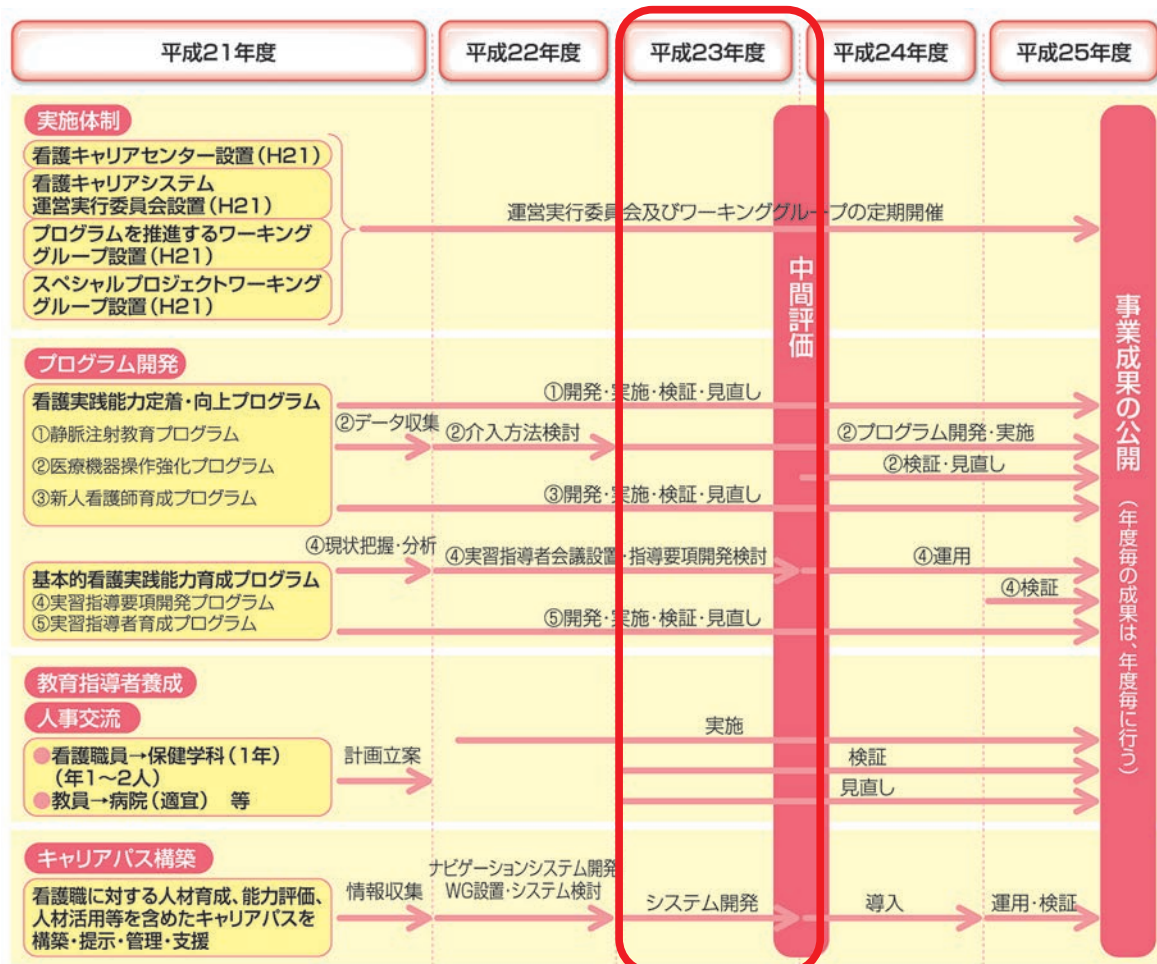 平成21年度
平成22年度
平成23年度
平成24年度
平成25年度
実施体制
看護キャリアセンター設置(H21)
看護キャリアシステム
運営実行委員会設置(H21)
プログラムを推進するワーキング
グループ設置(H21)
スペシャルプロジェクトワーキング
グループ設置(H21)
運営実行委員会及びワーキンググループの定期開催
中間評価
事業成果の公開
(年度毎の成果は、年度毎に行う)
プログラム開発
看護実践能力定着・向上プログラム
①静脈注射教育プログラム
②医療機器操作強化プログラム
③新人看護師育成プログラム
①開発・実施・検証・見直し
②データ収集
②介入方法検討
②プログラム開発・実施
②検証・見直し
③開発・実施・検証・見直し
基本的看護実践能力育成プログラム
④実習指導要項開発プログラム
⑤実習指導者育成プログラム
④現状把握・分析
④実習指導者会議設置・指導要項開発検討
④運用
④検証
⑤開発・実施・検証・見直し
教育指導者養成
人事交流
●看護職員→保健学科(1年)
(年1～2人)
●教員→病院(適宜) 等
計画立案
実施
検証
見直し
キャリアパス構築
看護職に対する人材育成、能力評価、
人材活用等を含めたキャリアパスを
構築・提示・管理・支援
情報収集
ナビゲーションシステム開発
WG設置・システム検討
システム開発
導入
運用・検証